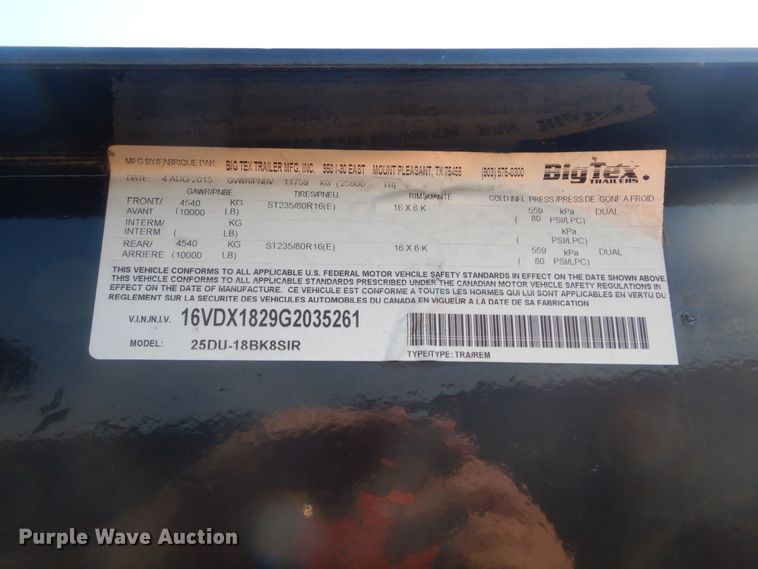 MFG BY/FABRIQUE PAR: BIG TEX TRAILER MFG, INC. 950 I-30 EAST MOUNT PLEASANT, TX 75455 (903) 575-0300
BigTex
TRAILERS
DATE: 4 AUG 2015 GVWR/PNBV: 11759 KG (25900 LB)
GAWR/PNBE TIRES/PNEU. RIM/JANTE COLD INFL. PRESS/PRESS. DE GONF A FROID
FRONT/ 4540 KG ST235/80R16(E) 16 X 6 K 559 kPa DUAL
AVANT (10000 LB) ( 80 PSI/LPC)
INTERM/ KG kPa
INTERM. ( LB) ( PSI/LPC)
REAR/ 4540 KG ST235/80R16(E) 16 X 6 K 559 kPa DUAL
ARRIERE (10000 LB) ( 80 PSI/LPC)
THIS VEHICLE CONFORMS TO ALL APPLICABLE U.S. FEDERAL MOTOR VEHICLE SAFETY STANDARDS IN EFFECT ON THE DATE SHOWN ABOVE.
THIS VEHICLE CONFORMS TO ALL APPLICABLE STANDARDS PRESCRIBED UNDER THE CANADIAN MOTOR VEHICLE SAFETY REGULATIONS IN
EFFECT ON THE DATE OF MANUFACTURE. CE VEHICULE EST CONFORME A TOUTES LES NORMES QUI LUI SONT APPLICABLES EN VERTU DU
REGLEMENT SUR LA SECURITE DES VEHICULES AUTOMOBILES DU CANADA EN VIGUEUR A LA DATE DE SA FABRICATION
V.I.N./N.I.V. 16VDX1829G2035261
MODEL: 25DU-18BK8SIR
TYPE/TYPE: TRA/REM
Purple Wave Auction